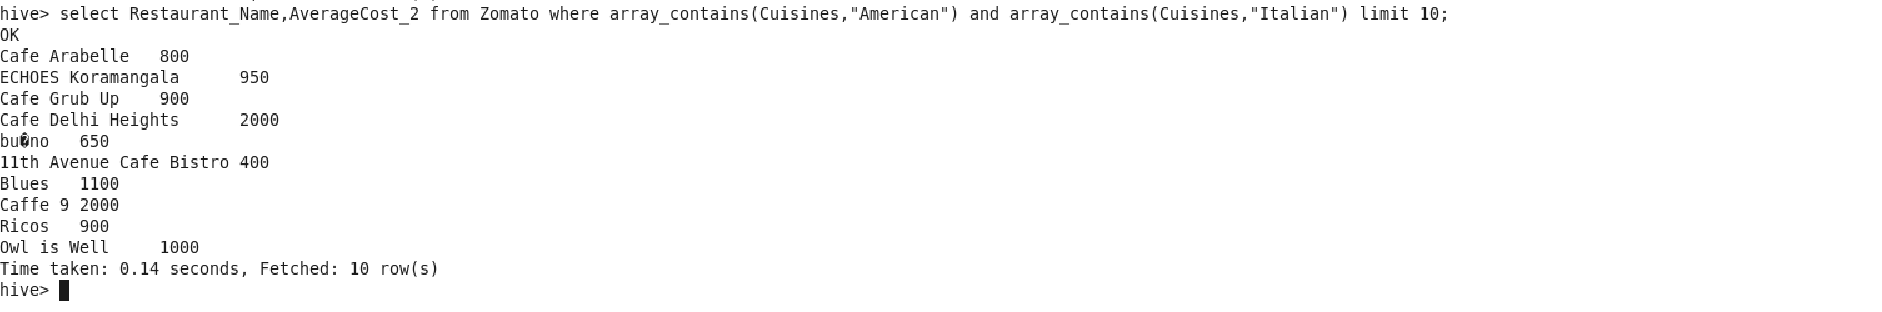 hive> select Restaurant_Name,AverageCost_2 from Zomato where array_contains(Cuisines,"American") and array_contains(Cuisines,"Italian") limit 10;
OK
Cafe Arabelle 800
ECHOES Koramangala 950
Cafe Grub Up 900
Cafe Delhi Heights 2000
bu�no 650
11th Avenue Cafe Bistro 400
Blues 1100
Caffe 9 2000
Ricos 900
Owl is Well 1000
Time taken: 0.14 seconds, Fetched: 10 row(s)
hive>